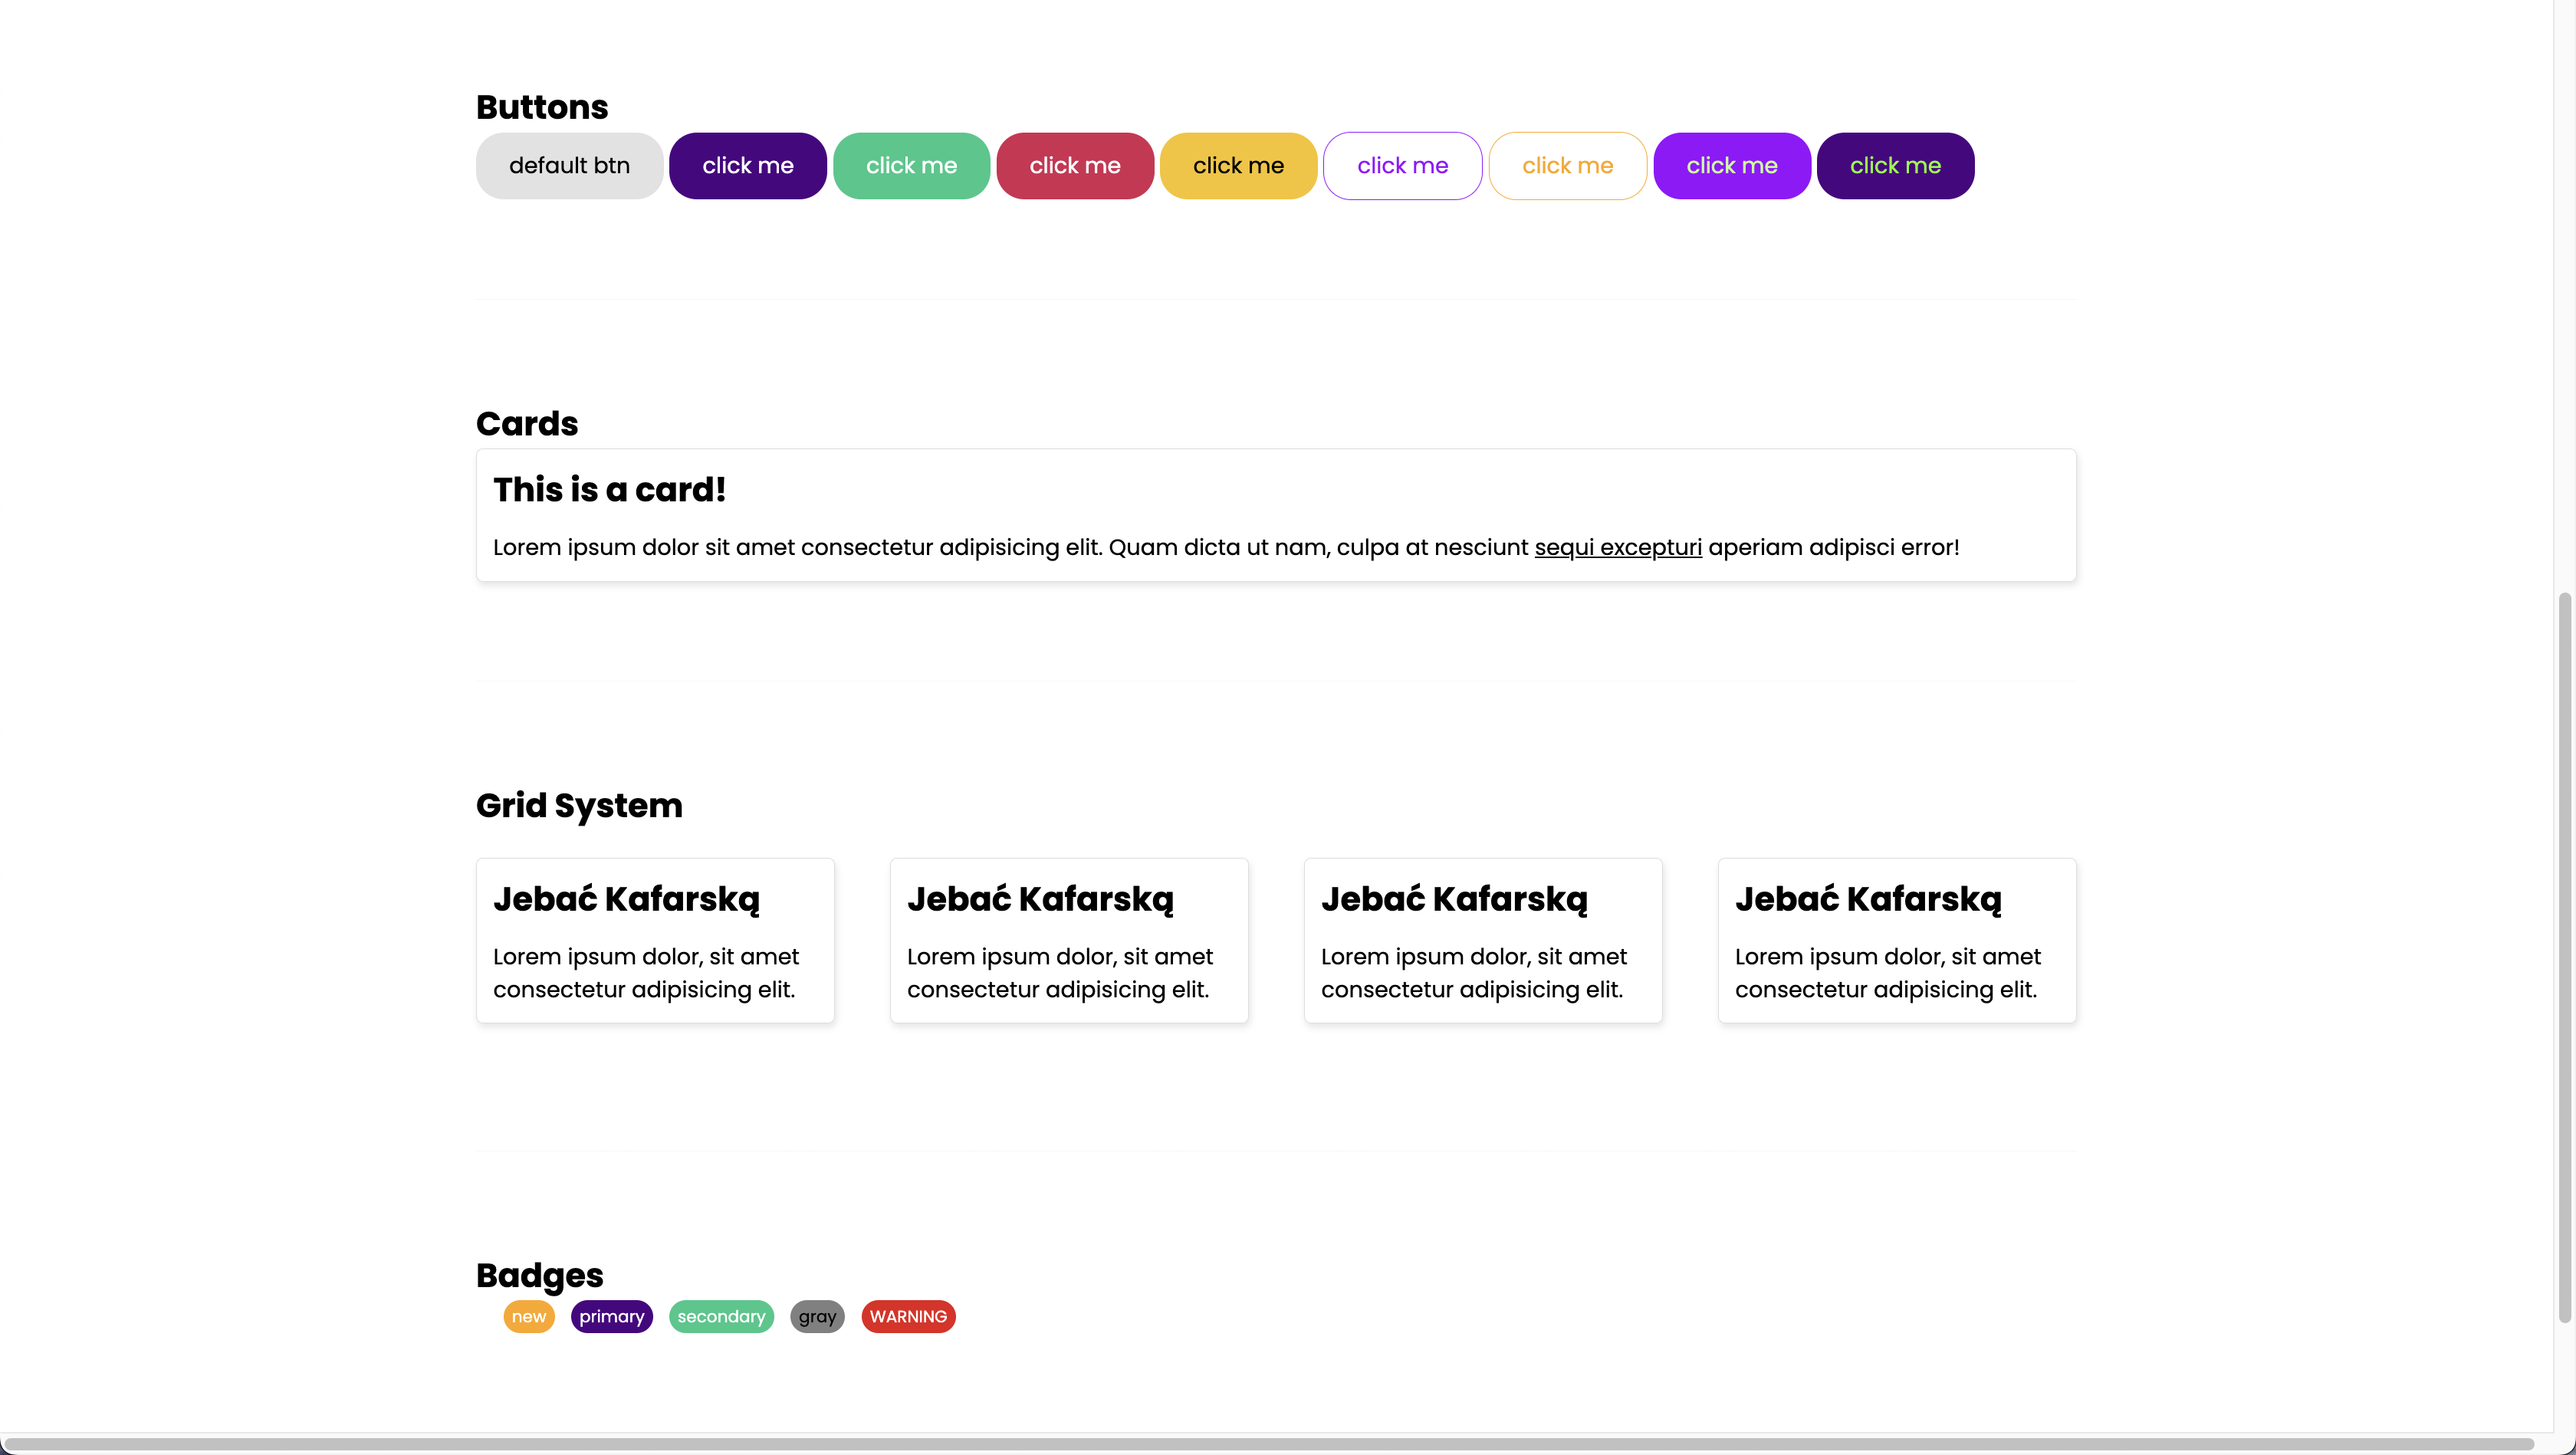 Buttons
default btn click me click me click me click me click me click me click me click me
Cards
This is a card!
Lorem ipsum dolor sit amet consectetur adipisicing elit. Quam dicta ut nam, culpa at nesciunt sequi excepturi aperiam adipisci error!
Grid System
Jebać Kafarską
Lorem ipsum dolor, sit amet
consectetur adipisicing elit.
Jebać Kafarską
Lorem ipsum dolor, sit amet
consectetur adipisicing elit.
Jebać Kafarską
Lorem ipsum dolor, sit amet
consectetur adipisicing elit.
Jebać Kafarską
Lorem ipsum dolor, sit amet
consectetur adipisicing elit.
Badges
new primary secondary gray WARNING